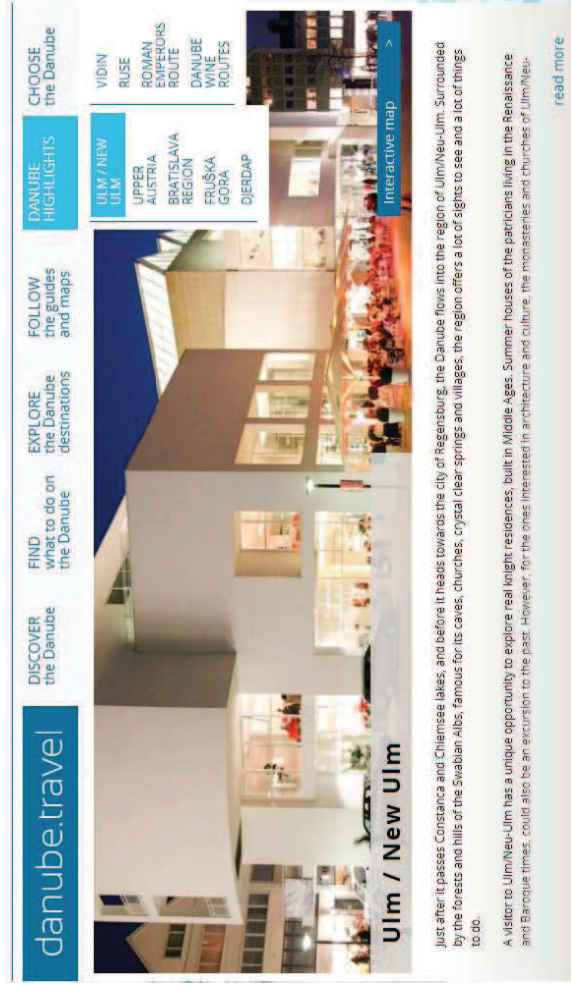 danube.travel
DISCOVER
the Danube
FIND
what to do on
the Danube
EXPLORE
the Danube
destinations
FOLLOW
the guides
and maps
DANUBE
HIGHLIGHTS
CHOOSE
the Danube
ULM / NEW
ULM
UPPER
AUSTRIA
BRATISLAVA
REGION
FRUŠKA
GORA
DJERDAP
VIDIN
RUSE
ROMAN
EMPERORS
ROUTE
DANUBE
WINE
ROUTES
Interactive map >
Ulm / New Ulm
Just after it passes Constanca and Chiemsee lakes, and before it heads towards the city of Regensburg, the Danube flows into the region of Ulm/Neu-Ulm. Surrounded
by the forests and hills of the Swabian Albs, famous for its caves, churches, crystal clear springs and villages, the region offers a lot of sights to see and a lot of things
to do.
A visitor to Ulm/Neu-Ulm has a unique opportunity to explore real knight residences, built in Middle Ages. Summer houses of the patricians living in the Renaissance
and Baroque times, could also be an excursion to the past. However, for the ones interested in architecture and culture, the monasteries and churches of Ulm/Neu-
read more